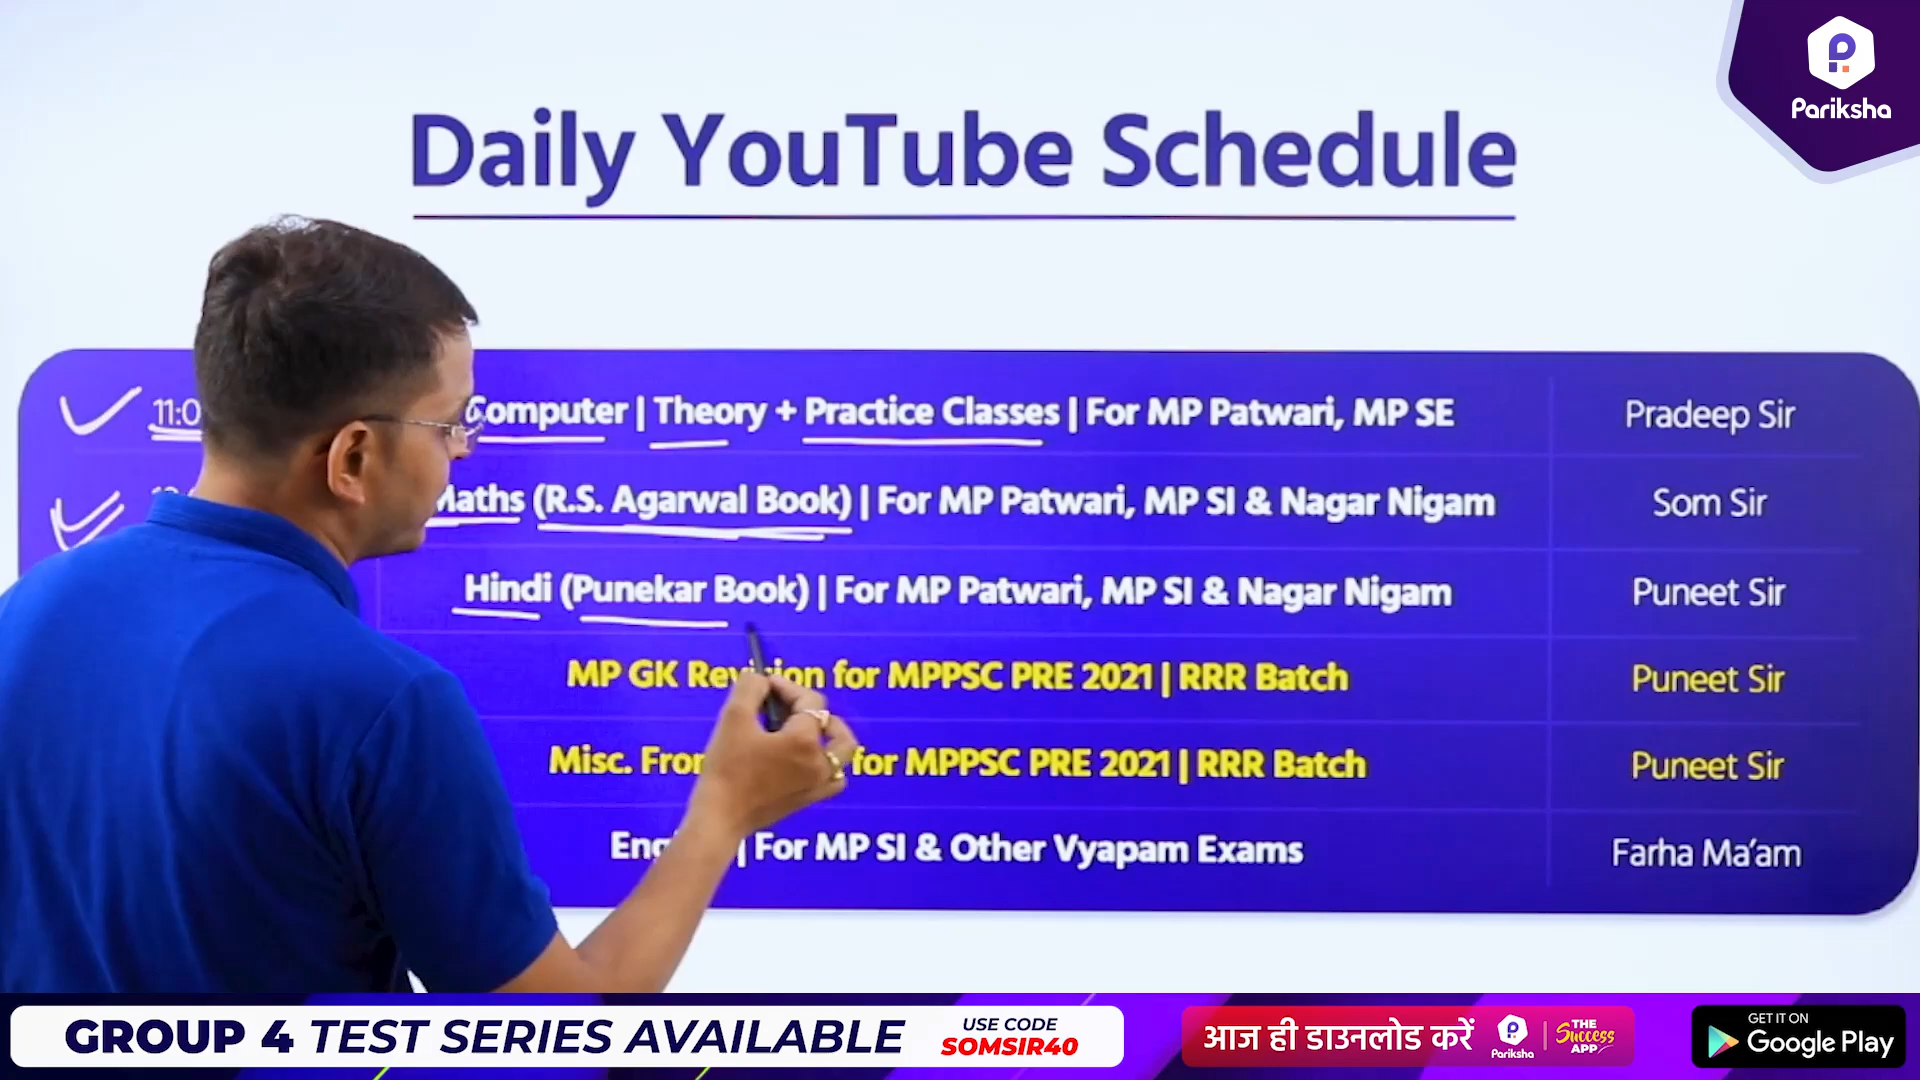 Pariksha
Daily YouTube Schedule
11:0 Computer | Theory + Practice Classes | For MP Patwari, MP SE Pradeep Sir
Maths (R.S. Agarwal Book) | For MP Patwari, MP SI & Nagar Nigam Som Sir
Hindi (Punekar Book) | For MP Patwari, MP SI & Nagar Nigam Puneet Sir
MP GK Revision for MPPSC PRE 2021 | RRR Batch Puneet Sir
Misc. for MPPSC PRE 2021 | RRR Batch Puneet Sir
| For MP SI & Other Vyapam Exams Farha Ma'am
GROUP 4 TEST SERIES AVAILABLE
USE CODE
SOMSIR40
आज ही डाउनलोड करें
Pariksha
THE Success APP
GET IT ON
Google Play